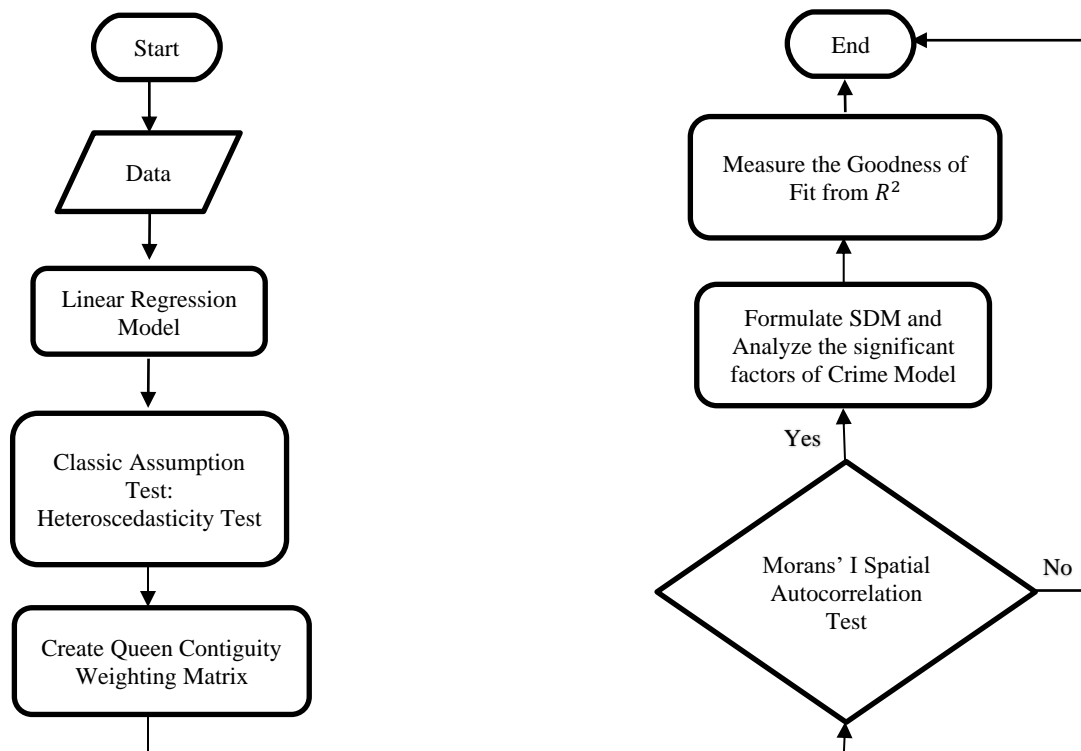 Start
Data
Linear Regression
Model
Classic Assumption
Test:
Heteroscedasticity Test
Create Queen Contiguity
Weighting Matrix
End
Measure the Goodness of
Fit from R²
Formulate SDM and
Analyze the significant
factors of Crime Model
Yes
Morans’ I Spatial
Autocorrelation
Test
No